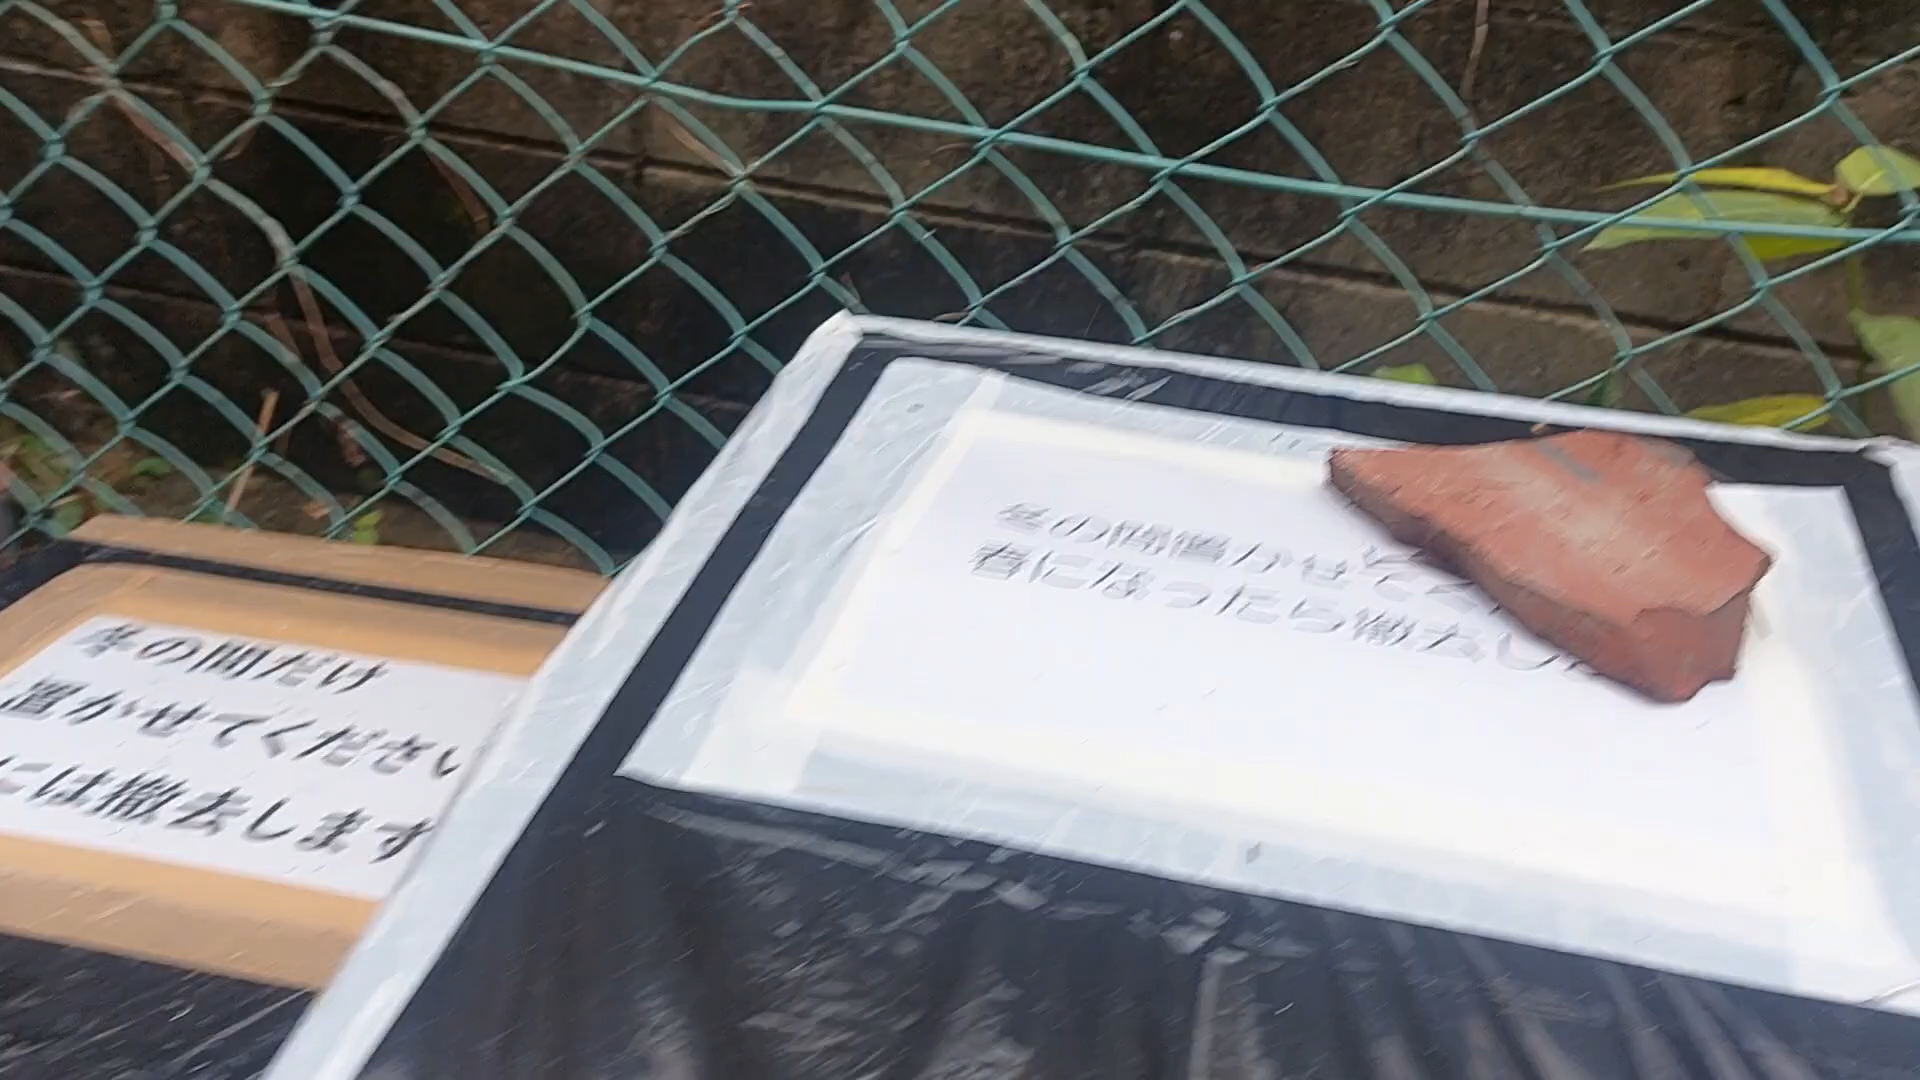 冬の間だけ
置かせてください
には撤去します
冬の間置かせてく
春になったら撤去し